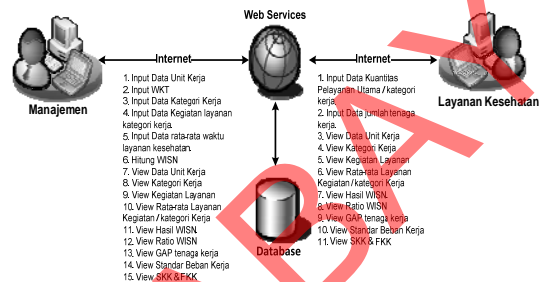 Web Services
Internet
Internet
Manajemen
Layanan Kesehatan
1. Input Data Unit Kerja
2. Input WKT
3. Input Data Kategori Kerja
4. Input Data Kegiatan layanan
kategori kerja.
5. Input Data rata-rata waktu
layanan kesehatan.
6. Hitung WISN
7. View Data Unit Kerja
8. View Kategori Kerja
9. View Kegiatan Layanan
10. View Rata-rata Layanan
Kegiatan / kategori Kerja
11. View Hasil WISN.
12. View Ratio WISN
13. View GAP tenaga kerja
14. View Standar Beban Kerja
15. View SKK & FKK
1. Input Data Kuantitas
Pelayanan Utama / kategori
kerja.
2. Input Data jumlah tenaga
kerja.
3. View Data Unit Kerja
4. View Kategori Kerja
5. View Kegiatan Layanan
6. View Rata-rata Layanan
Kegiatan / kategori Kerja
7. View Hasil WISN.
8. View Ratio WISN
9. View GAP tenaga kerja
10. View Standar Beban Kerja
11. View SKK & FKK
Database